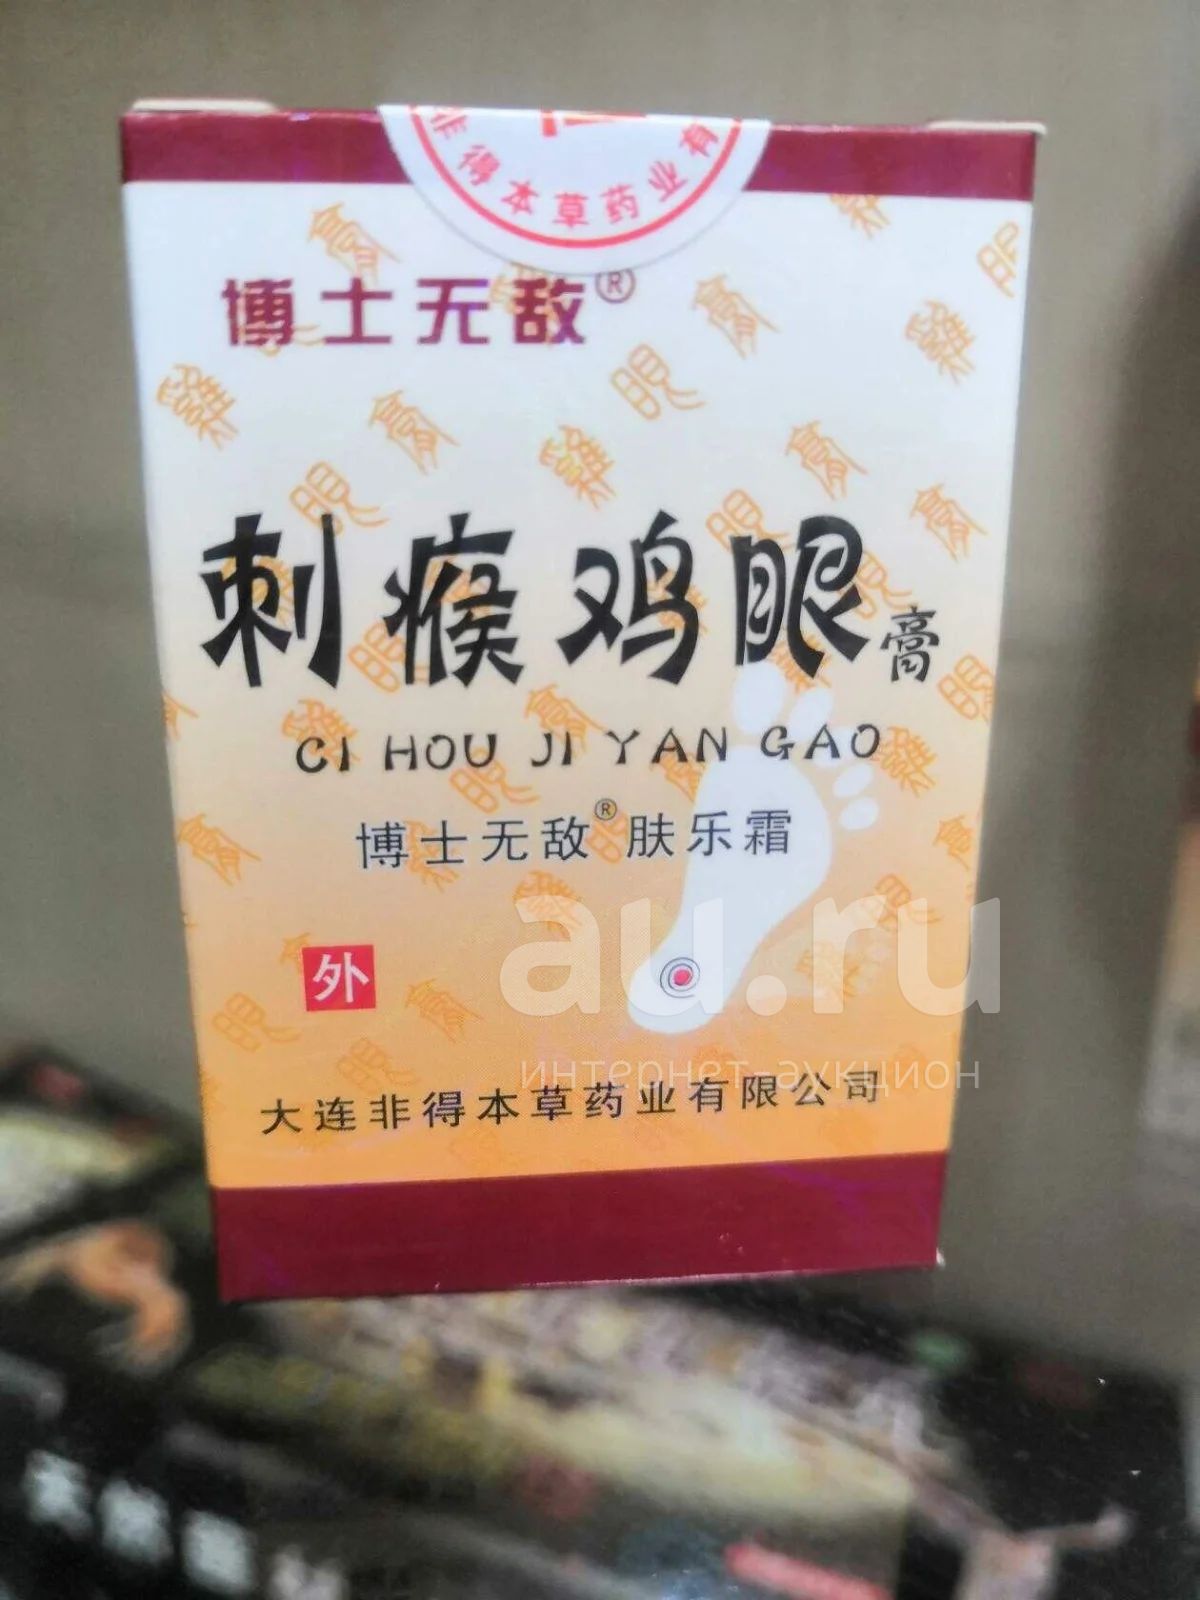 非得本草药业有
博士无敌®
刺瘊鸡眼膏
CI HOU JI YAN GAO
博士无敌®肤乐霜
au.ru
外
интернет-аукцион
大连非得本草药业有限公司